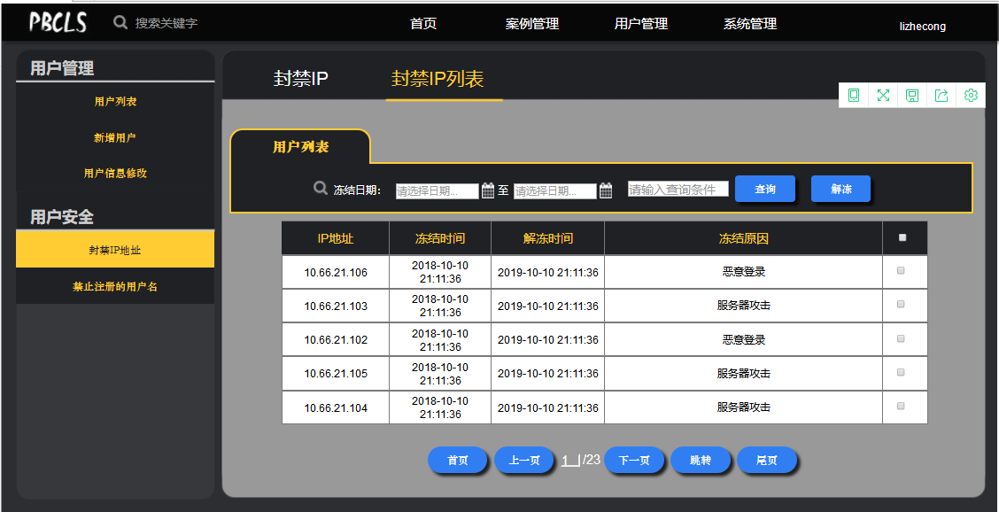 PBCLS 搜索关键字 首页 案例管理 用户管理 系统管理 lizhecong
用户管理
用户列表
新增用户
用户信息修改
用户安全
封禁IP地址
禁止注册的用户名
封禁IP 封禁IP列表
用户列表
冻结日期: 请选择日期... 至 请选择日期... 请输入查询条件 查询 解冻
IP地址 冻结时间 解冻时间 冻结原因
10.66.21.106 2018-10-10 21:11:36 2019-10-10 21:11:36 恶意登录
10.66.21.103 2018-10-10 21:11:36 2019-10-10 21:11:36 服务器攻击
10.66.21.102 2018-10-10 21:11:36 2019-10-10 21:11:36 恶意登录
10.66.21.105 2018-10-10 21:11:36 2019-10-10 21:11:36 服务器攻击
10.66.21.104 2018-10-10 21:11:36 2019-10-10 21:11:36 服务器攻击
首页 上一页 1 /23 下一页 跳转 尾页